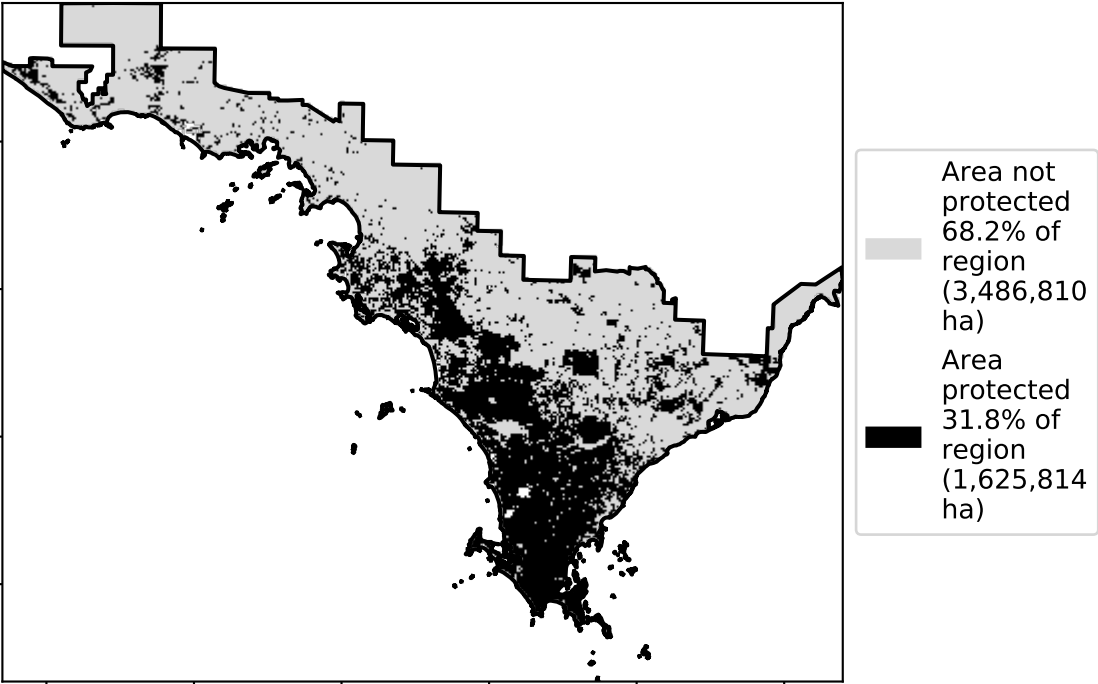 Area not
protected
68.2% of
region
(3,486,810
ha)
Area
protected
31.8% of
region
(1,625,814
ha)